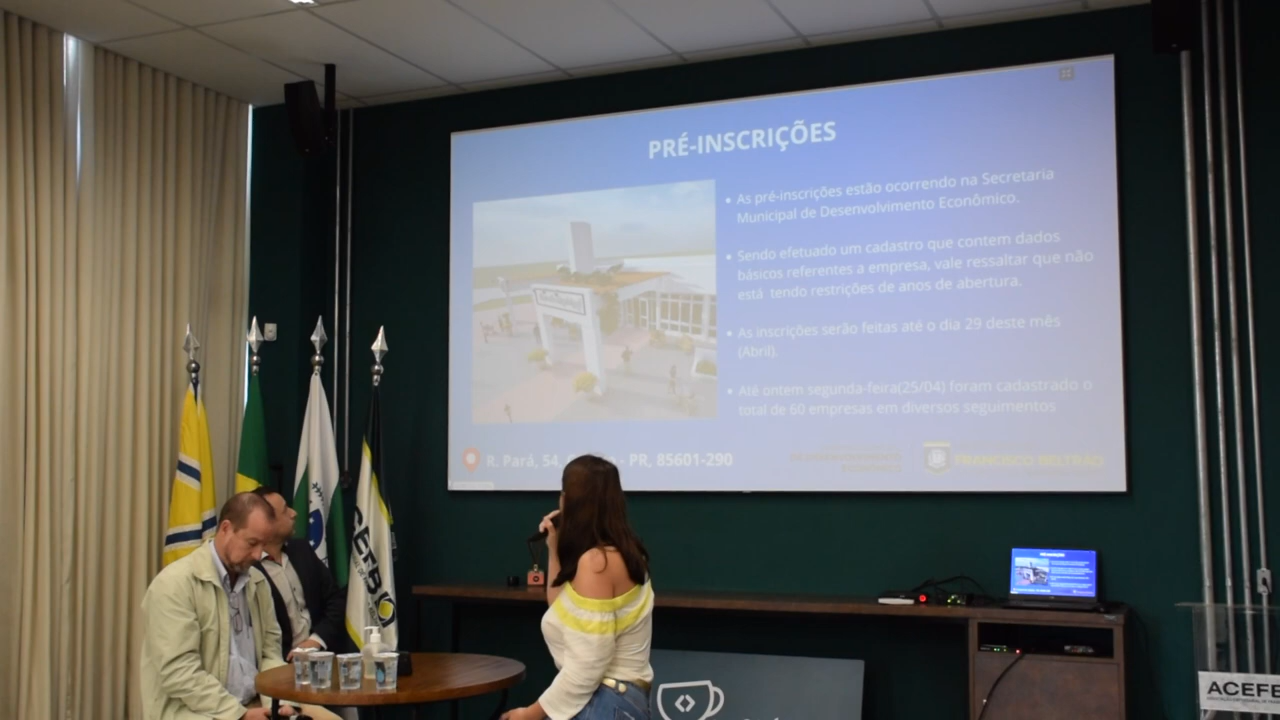 PRÉ-INSCRIÇÕES
• As pré-inscrições estão ocorrendo na Secretaria
Municipal de Desenvolvimento Econômico.
• Sendo efetuado um cadastro que contem dados
básicos referentes a empresa, vale ressaltar que não
está tendo restrições de anos de abertura.
• As inscrições serão feitas até o dia 29 deste mês
(Abril).
• Até ontem segunda-feira(25/04) foram cadastrado o
total de 60 empresas em diversos seguimentos
R. Pará, 54, - PR, 85601-290
FRANCISCO BELTRÃO
PRÉ-INSCRIÇÕES
ACEFB
ACEFE